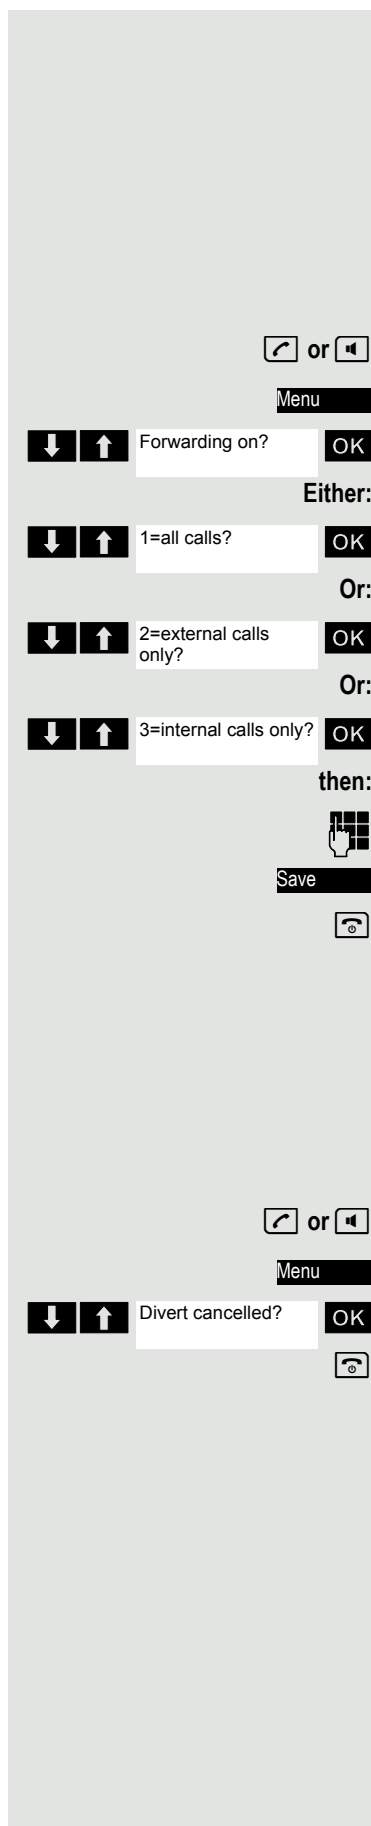 or
Menu
Forwarding on? OK
Either:
1=all calls? OK
Or:
2=external calls
only? OK
Or:
3=internal calls only? OK
then:
Save
or
Menu
Divert cancelled? OK